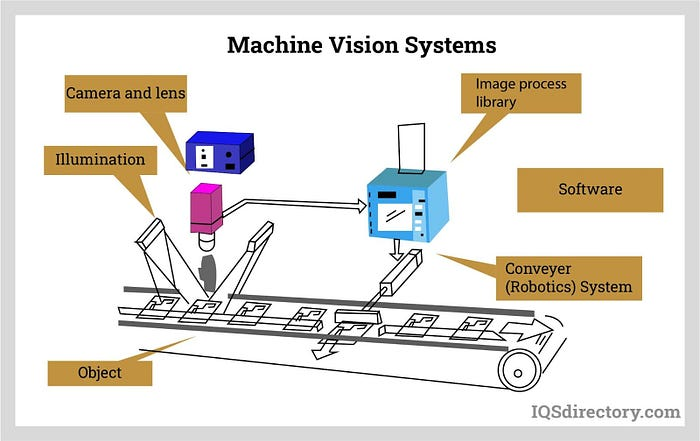 Machine Vision Systems
Camera and lens
Image process
library
Illumination
Software
Conveyer
(Robotics) System
Object
IQSdirectory.com